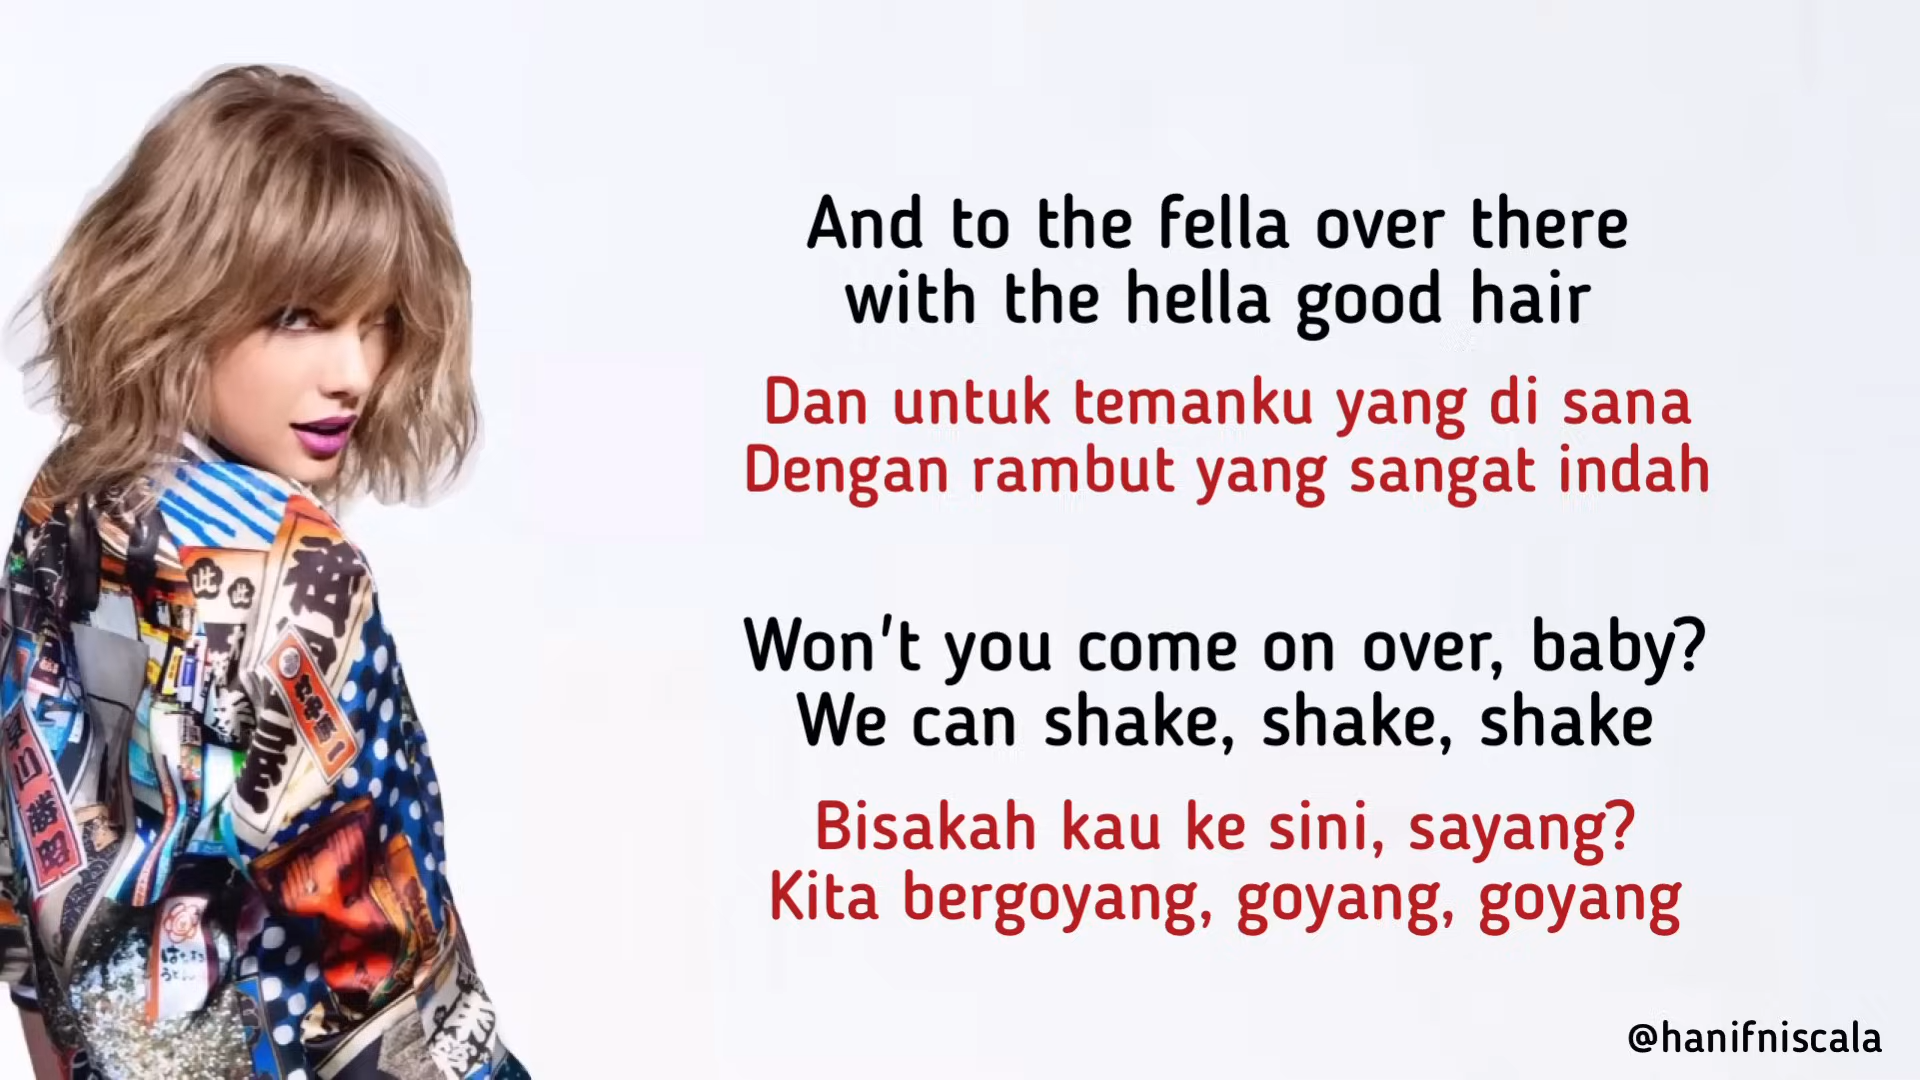 And to the fella over there
with the hella good hair
Dan untuk temanku yang di sana
Dengan rambut yang sangat indah
Won't you come on over, baby?
We can shake, shake, shake
Bisakah kau ke sini, sayang?
Kita bergoyang, goyang, goyang
@hanifniscala